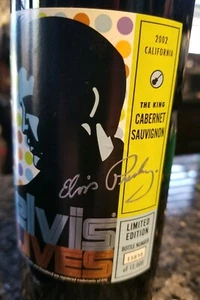 2002
CALIFORNIA
THE KING
CABERNET
SAUVIGNON
Elvis Presley
elvis
LIVES
LIMITED
EDITION
BOTTLE NUMBER